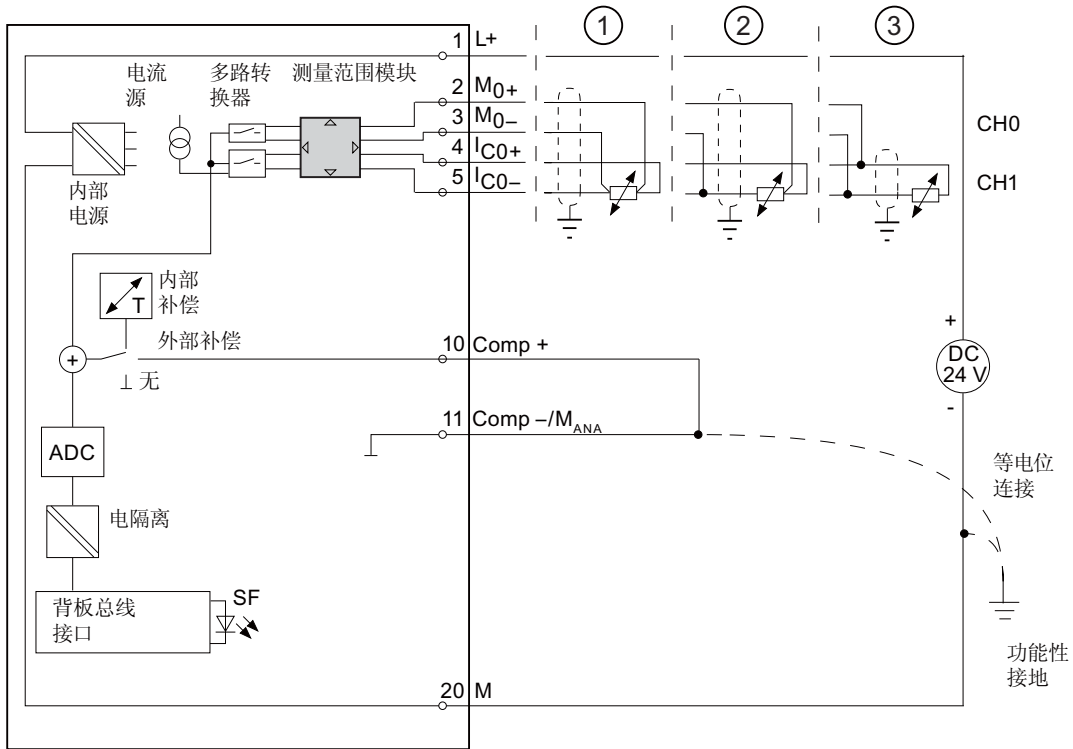 ① ② ③
1 L+
电流
源
多路转
换器
测量范围模块
2 M0+
3 M0–
4 IC0+
5 IC0–
CH0
CH1
内部
电源
内部
补偿
T
外部补偿
+
⊥ 无
10 Comp +
11 Comp –/MANA
+
DC
24 V
-
ADC
等电位
连接
电隔离
背板总线
接口
SF
功能性
接地
20 M